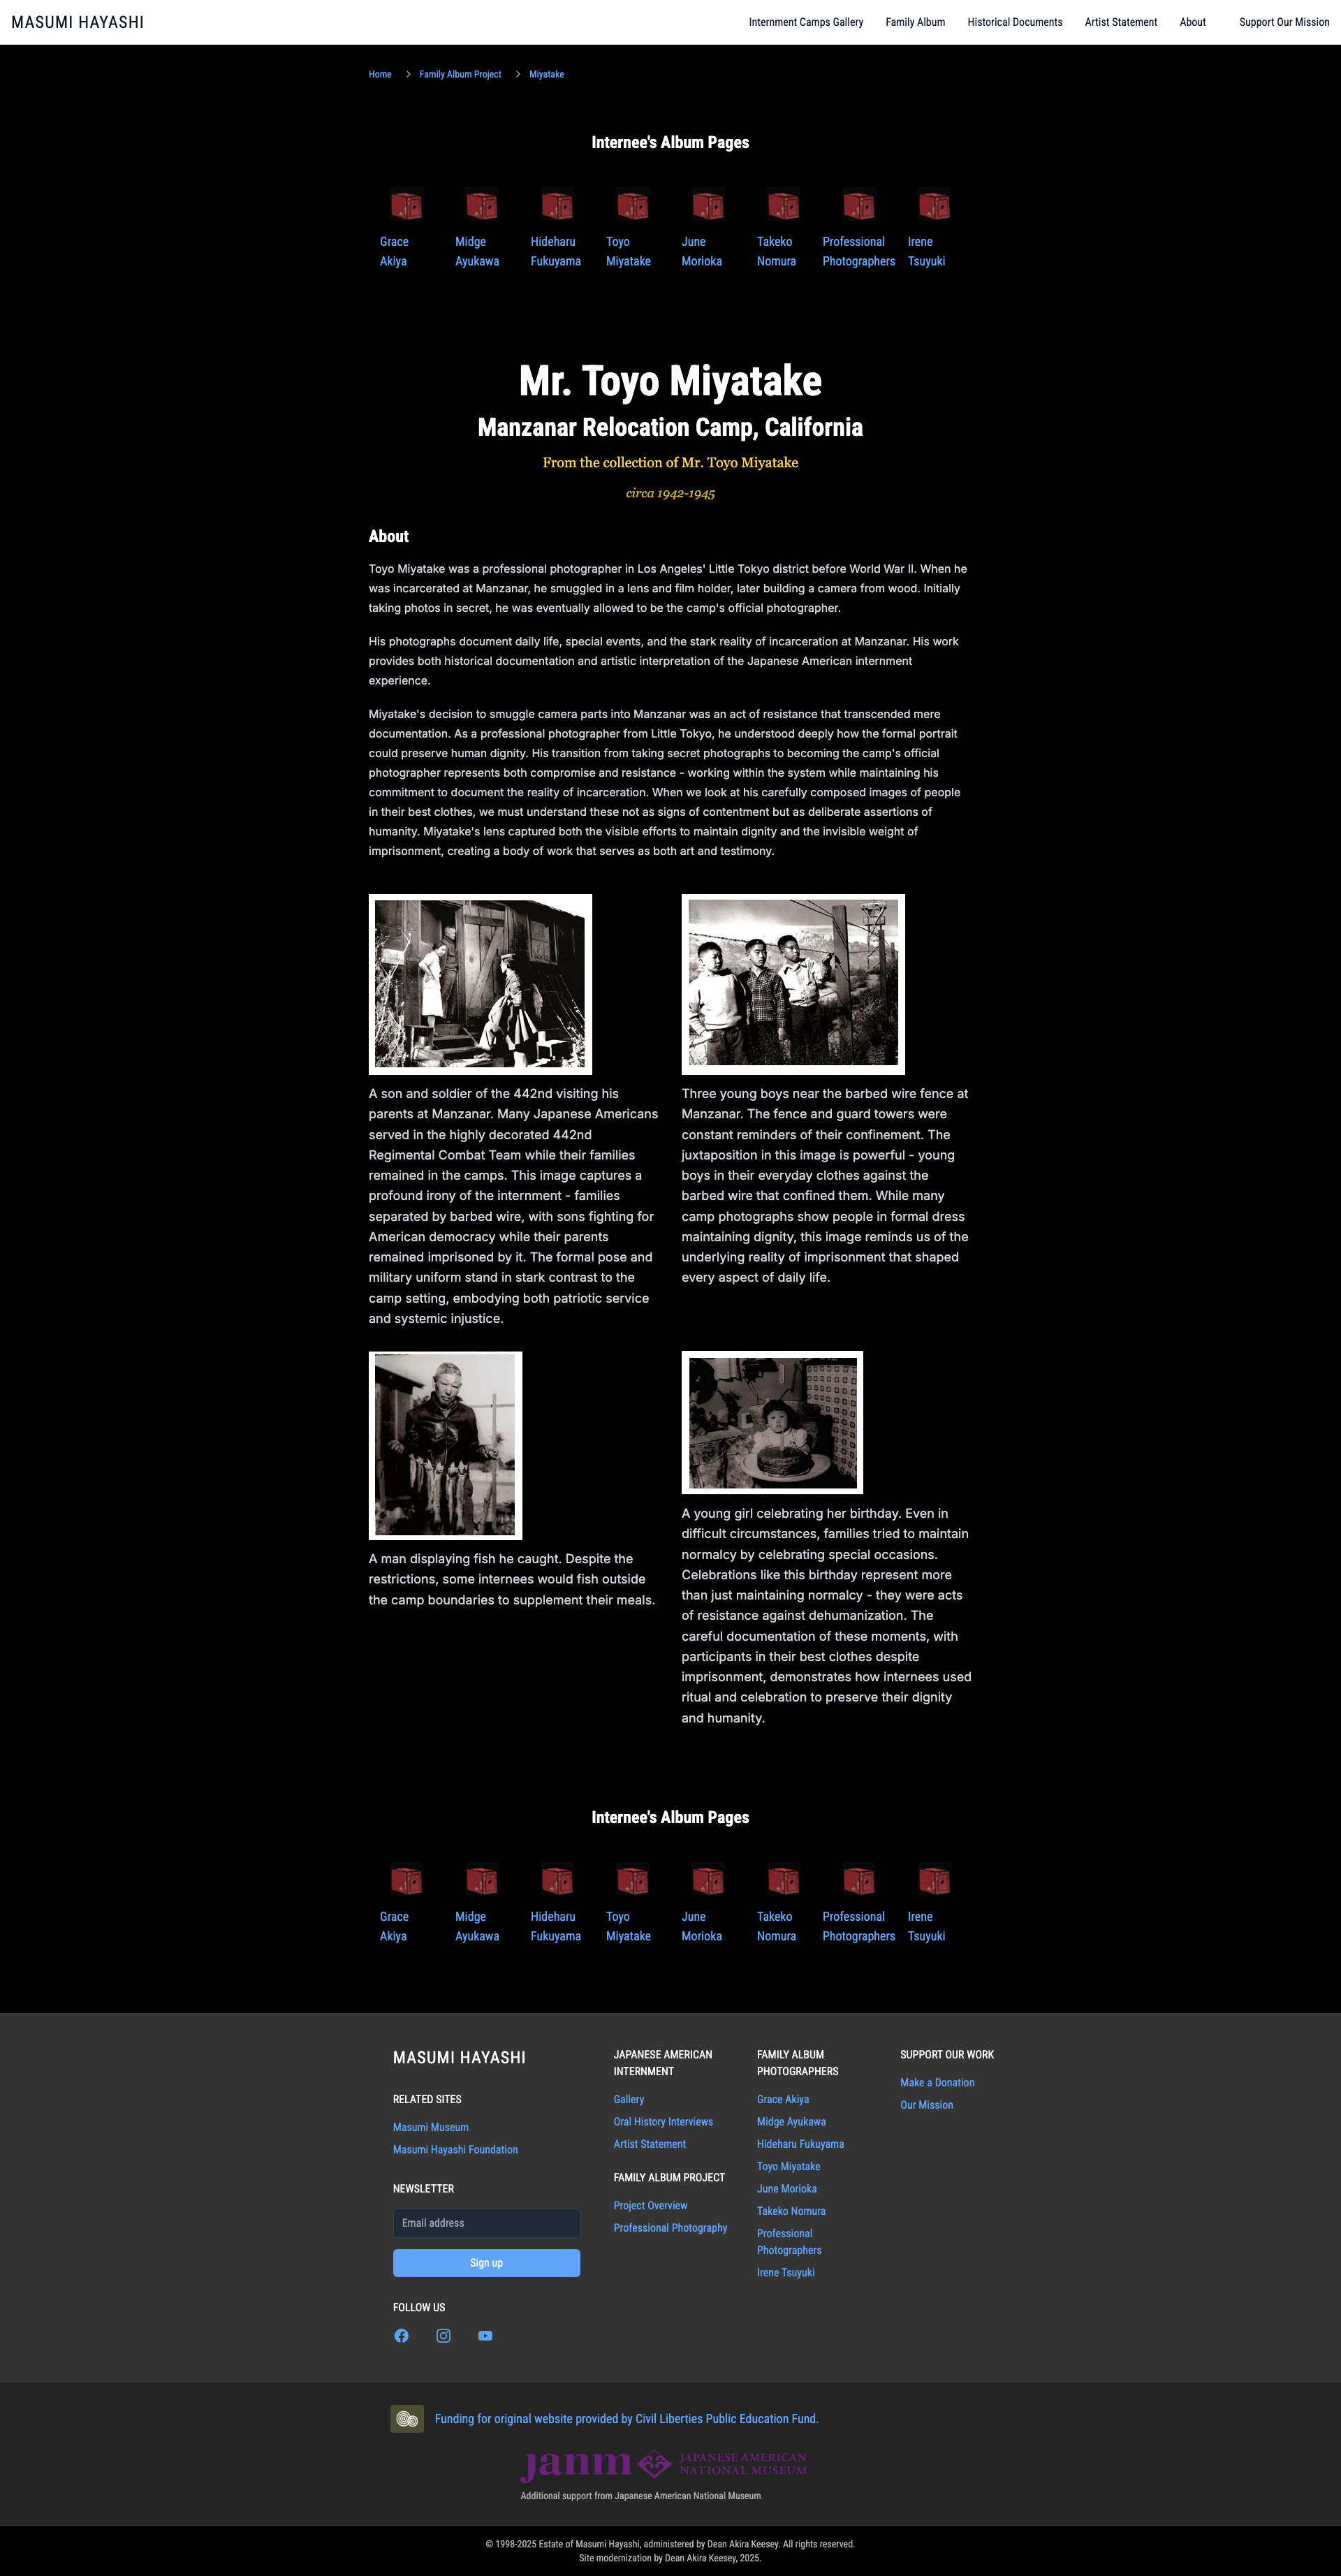 MASUMI HAYASHI
Internment Camps Gallery
Family Album
Historical Documents
Artist Statement
About
Support Our Mission
Home > Family Album Project > Miyatake
Internee's Album Pages
Grace
Akiya
Midge
Ayukawa
Hideharu
Fukuyama
Toyo
Miyatake
June
Morioka
Takeko
Nomura
Professional
Photographers
Irene
Tsuyuki
Mr. Toyo Miyatake
Manzanar Relocation Camp, California
From the collection of Mr. Toyo Miyatake
circa 1942-1945
About
Toyo Miyatake was a professional photographer in Los Angeles' Little Tokyo district before World War II. When he
was incarcerated at Manzanar, he smuggled in a lens and film holder, later building a camera from wood. Initially
taking photos in secret, he was eventually allowed to be the camp's official photographer.
His photographs document daily life, special events, and the stark reality of incarceration at Manzanar. His work
provides both historical documentation and artistic interpretation of the Japanese American internment
experience.
Miyatake's decision to smuggle camera parts into Manzanar was an act of resistance that transcended mere
documentation. As a professional photographer from Little Tokyo, he understood deeply how the formal portrait
could preserve human dignity. His transition from taking secret photographs to becoming the camp's official
photographer represents both compromise and resistance - working within the system while maintaining his
commitment to document the reality of incarceration. When we look at his carefully composed images of people
in their best clothes, we must understand these not as signs of contentment but as deliberate assertions of
humanity. Miyatake's lens captured both the visible efforts to maintain dignity and the invisible weight of
imprisonment, creating a body of work that serves as both art and testimony.
A son and soldier of the 442nd visiting his
parents at Manzanar. Many Japanese Americans
served in the highly decorated 442nd
Regimental Combat Team while their families
remained in the camps. This image captures a
profound irony of the internment - families
separated by barbed wire, with sons fighting for
American democracy while their parents
remained imprisoned by it. The formal pose and
military uniform stand in stark contrast to the
camp setting, embodying both patriotic service
and systemic injustice.
Three young boys near the barbed wire fence at
Manzanar. The fence and guard towers were
constant reminders of their confinement. The
juxtaposition in this image is powerful - young
boys in their everyday clothes against the
barbed wire that confined them. While many
camp photographs show people in formal dress
maintaining dignity, this image reminds us of the
underlying reality of imprisonment that shaped
every aspect of daily life.
A man displaying fish he caught. Despite the
restrictions, some internees would fish outside
the camp boundaries to supplement their meals.
A young girl celebrating her birthday. Even in
difficult circumstances, families tried to maintain
normalcy by celebrating special occasions.
Celebrations like this birthday represent more
than just maintaining normalcy - they were acts
of resistance against dehumanization. The
careful documentation of these moments, with
participants in their best clothes despite
imprisonment, demonstrates how internees used
ritual and celebration to preserve their dignity
and humanity.
Internee's Album Pages
Grace
Akiya
Midge
Ayukawa
Hideharu
Fukuyama
Toyo
Miyatake
June
Morioka
Takeko
Nomura
Professional
Photographers
Irene
Tsuyuki
MASUMI HAYASHI
RELATED SITES
Masumi Museum
Masumi Hayashi Foundation
NEWSLETTER
Email address
Sign up
FOLLOW US
JAPANESE AMERICAN
INTERNMENT
Gallery
Oral History Interviews
Artist Statement
FAMILY ALBUM PROJECT
Project Overview
Professional Photography
FAMILY ALBUM
PHOTOGRAPHERS
Grace Akiya
Midge Ayukawa
Hideharu Fukuyama
Toyo Miyatake
June Morioka
Takeko Nomura
Professional
Photographers
Irene Tsuyuki
SUPPORT OUR WORK
Make a Donation
Our Mission
Funding for original website provided by Civil Liberties Public Education Fund.
janm
JAPANESE AMERICAN
NATIONAL MUSEUM
Additional support from Japanese American National Museum
© 1998-2025 Estate of Masumi Hayashi, administered by Dean Akira Keesey. All rights reserved.
Site modernization by Dean Akira Keesey, 2025.